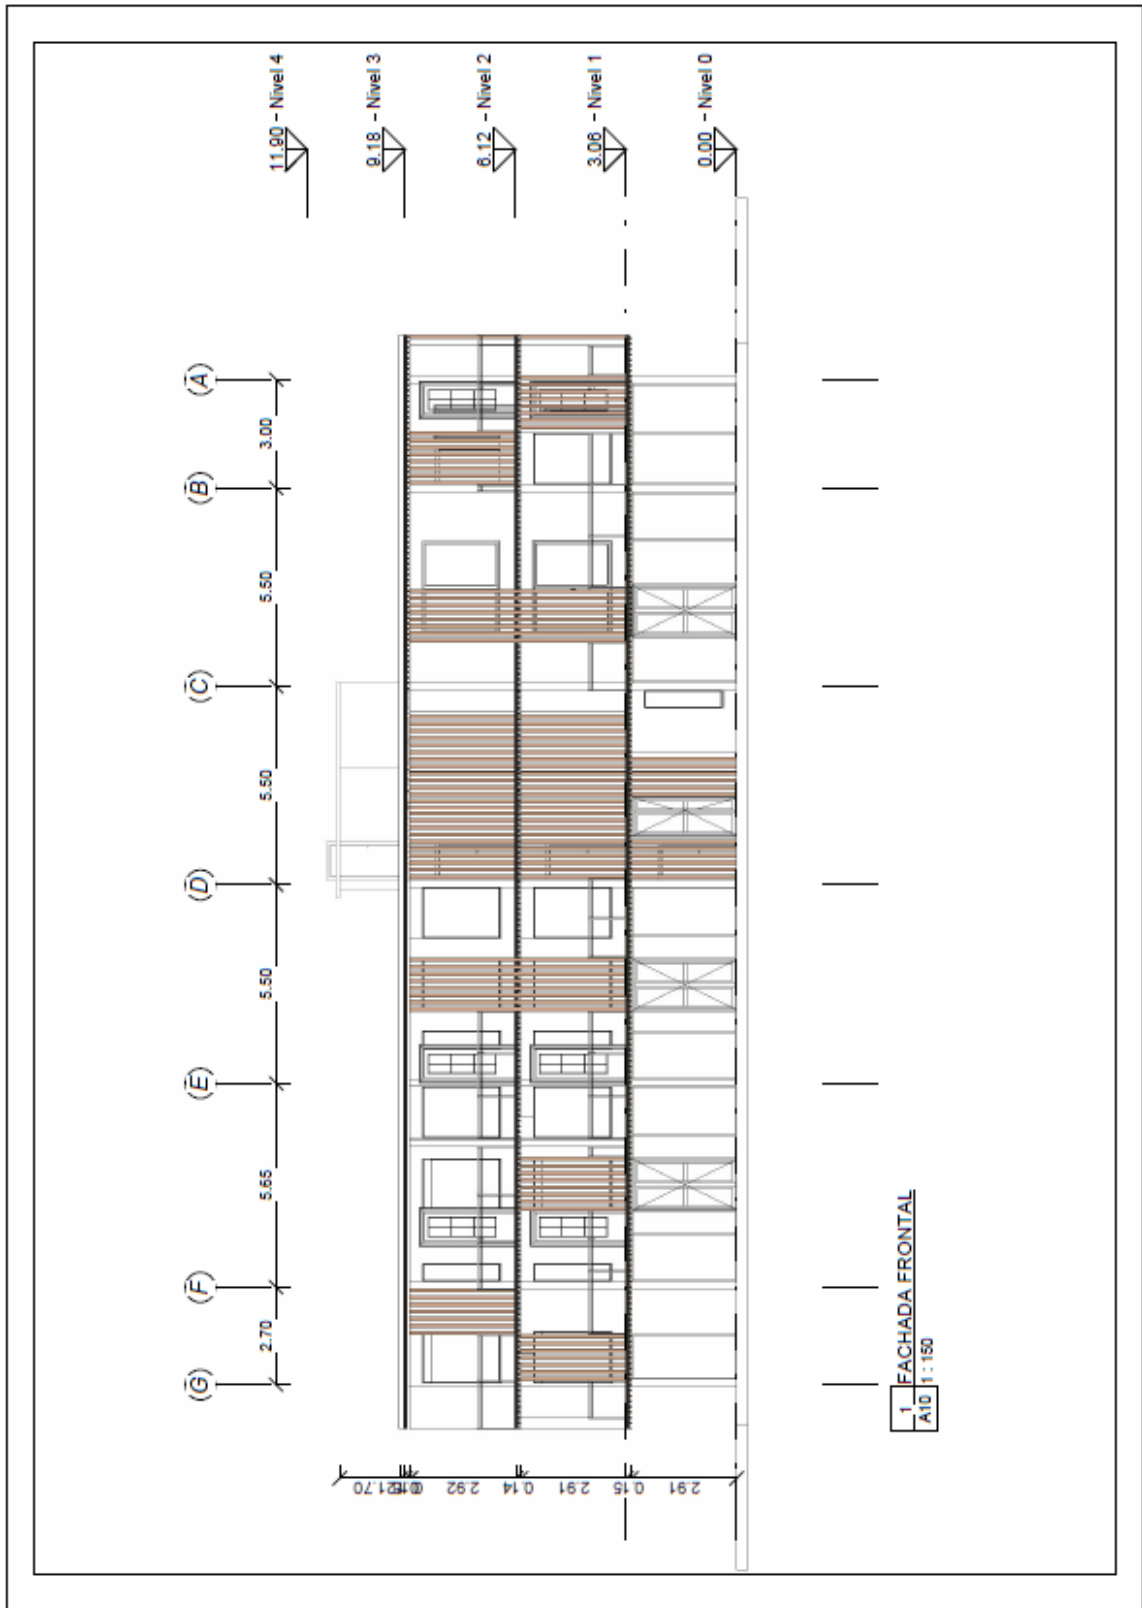 11.90 - Nivel 4
9.18 - Nivel 3
6.12 - Nivel 2
3.06 - Nivel 1
0.00 - Nivel 0
G
F
E
D
C
B
A
2.70
5.65
5.50
5.50
5.50
3.00
1.70
2.92
0.14
2.91
0.15
2.91
1
A10
FACHADA FRONTAL
1 : 150